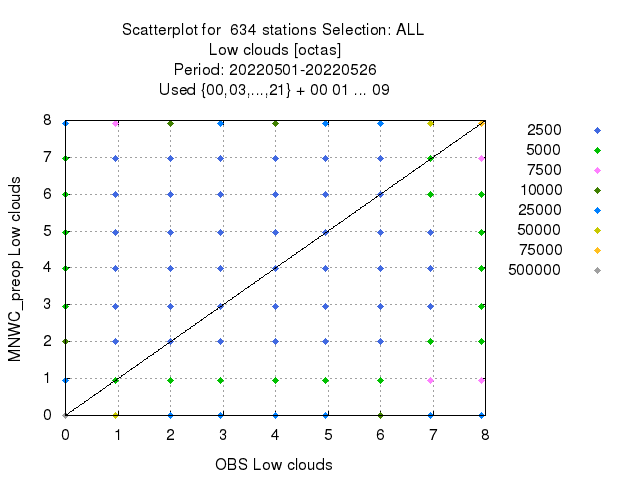 Scatterplot for  634 stations Selection: ALL
Low clouds [octas]
Period: 20220501-20220526
Used {00,03,...,21} + 00 01 ... 09
8
7
6
5
4
3
2
1
0
MNWC_preop Low clouds
0 1 2 3 4 5 6 7 8
OBS Low clouds
2500
5000
7500
10000
25000
50000
75000
500000